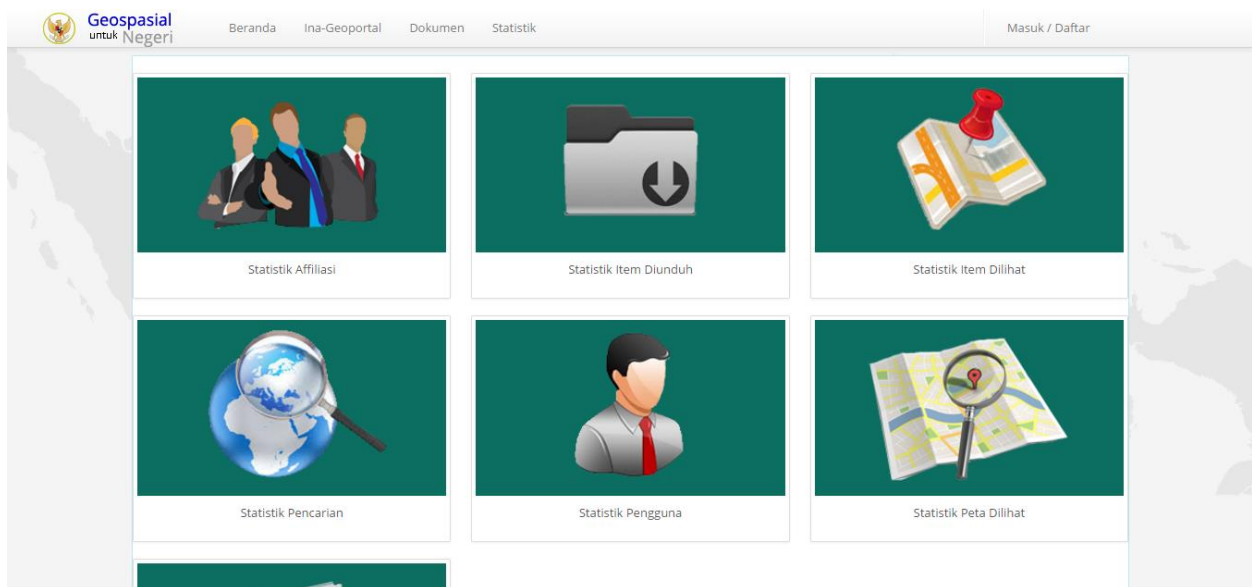 Geospasial
untuk Negeri
Beranda Ina-Geoportal Dokumen Statistik Masuk / Daftar
Statistik Affiliasi Statistik Item Diunduh Statistik Item Dilihat
Statistik Pencarian Statistik Pengguna Statistik Peta Dilihat